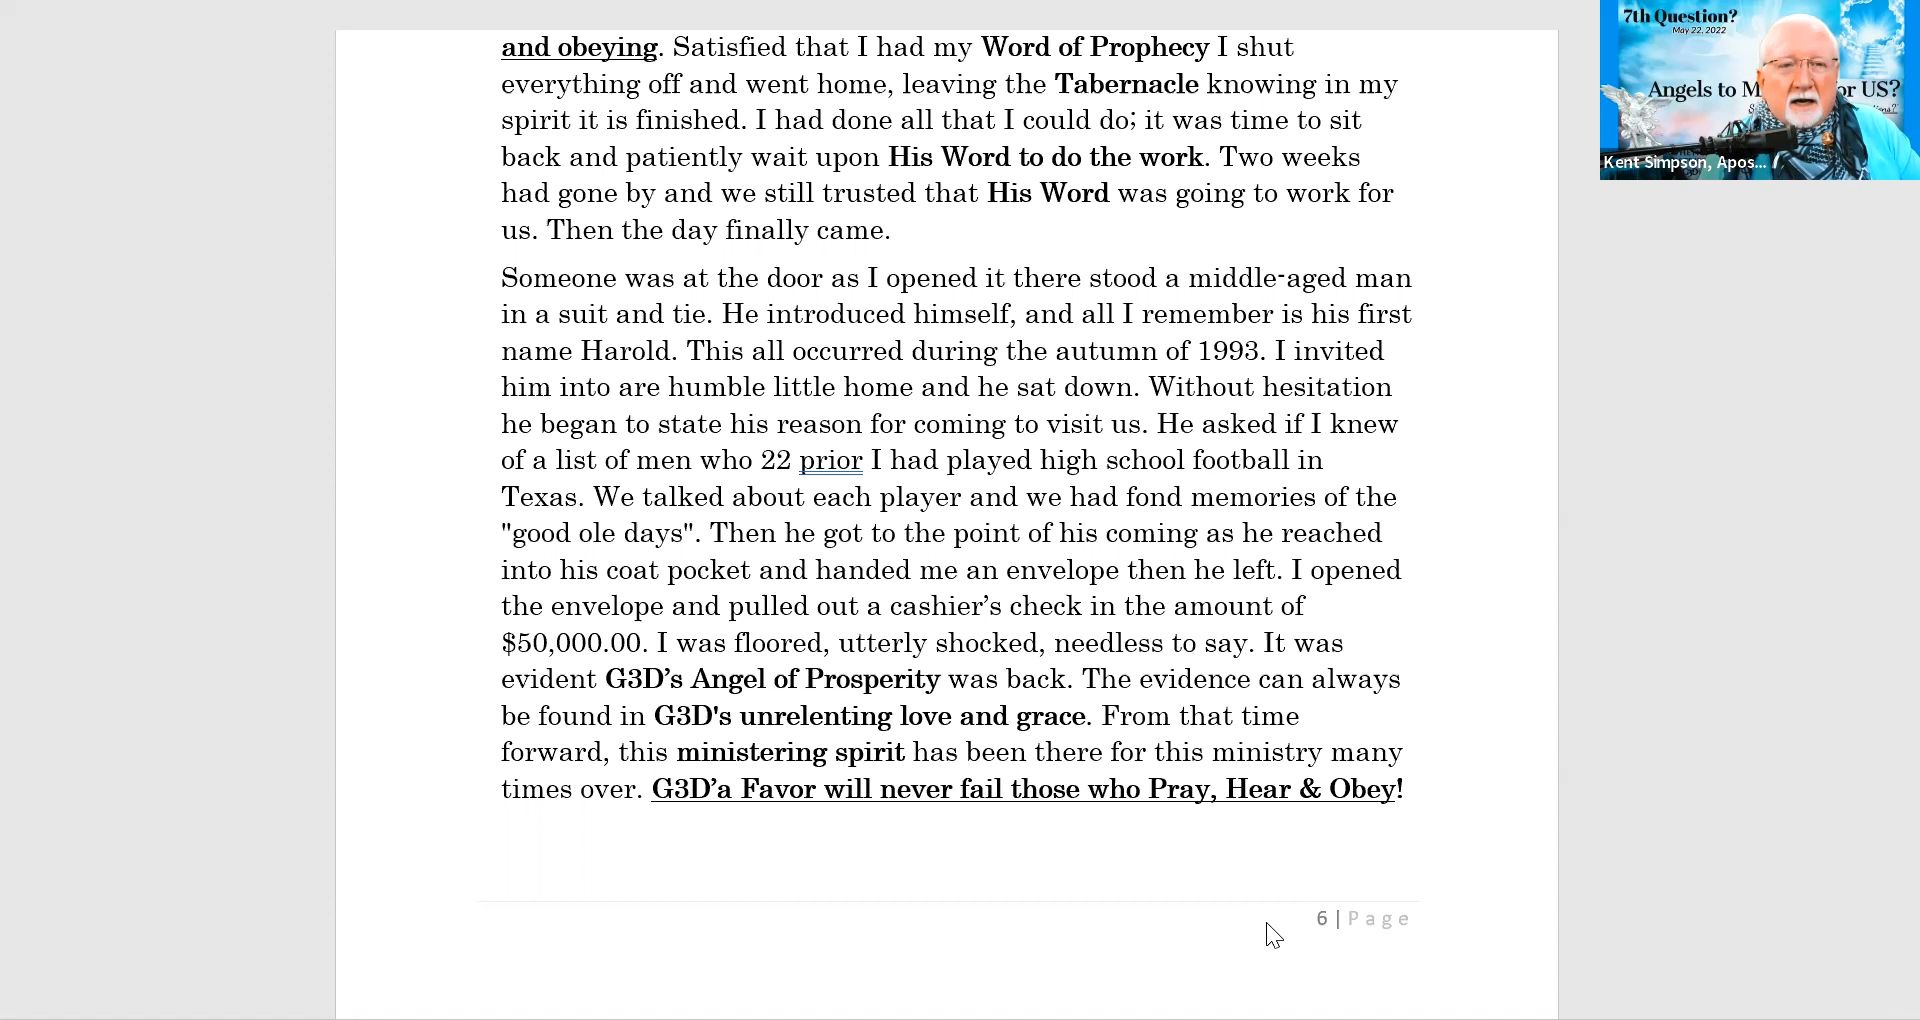 and obeying. Satisfied that I had my Word of Prophecy I shut
everything off and went home, leaving the Tabernacle knowing in my
spirit it is finished. I had done all that I could do; it was time to sit
back and patiently wait upon His Word to do the work. Two weeks
had gone by and we still trusted that His Word was going to work for
us. Then the day finally came.
Someone was at the door as I opened it there stood a middle-aged man
in a suit and tie. He introduced himself, and all I remember is his first
name Harold. This all occurred during the autumn of 1993. I invited
him into are humble little home and he sat down. Without hesitation
he began to state his reason for coming to visit us. He asked if I knew
of a list of men who 22 prior I had played high school football in
Texas. We talked about each player and we had fond memories of the
"good ole days". Then he got to the point of his coming as he reached
into his coat pocket and handed me an envelope then he left. I opened
the envelope and pulled out a cashier’s check in the amount of
$50,000.00. I was floored, utterly shocked, needless to say. It was
evident G3D’s Angel of Prosperity was back. The evidence can always
be found in G3D's unrelenting love and grace. From that time
forward, this ministering spirit has been there for this ministry many
times over. G3D’a Favor will never fail those who Pray, Hear & Obey!
6 | Page
7th Question?
May 22, 2022
Angels to M or US?
Kent Simpson, Apos...